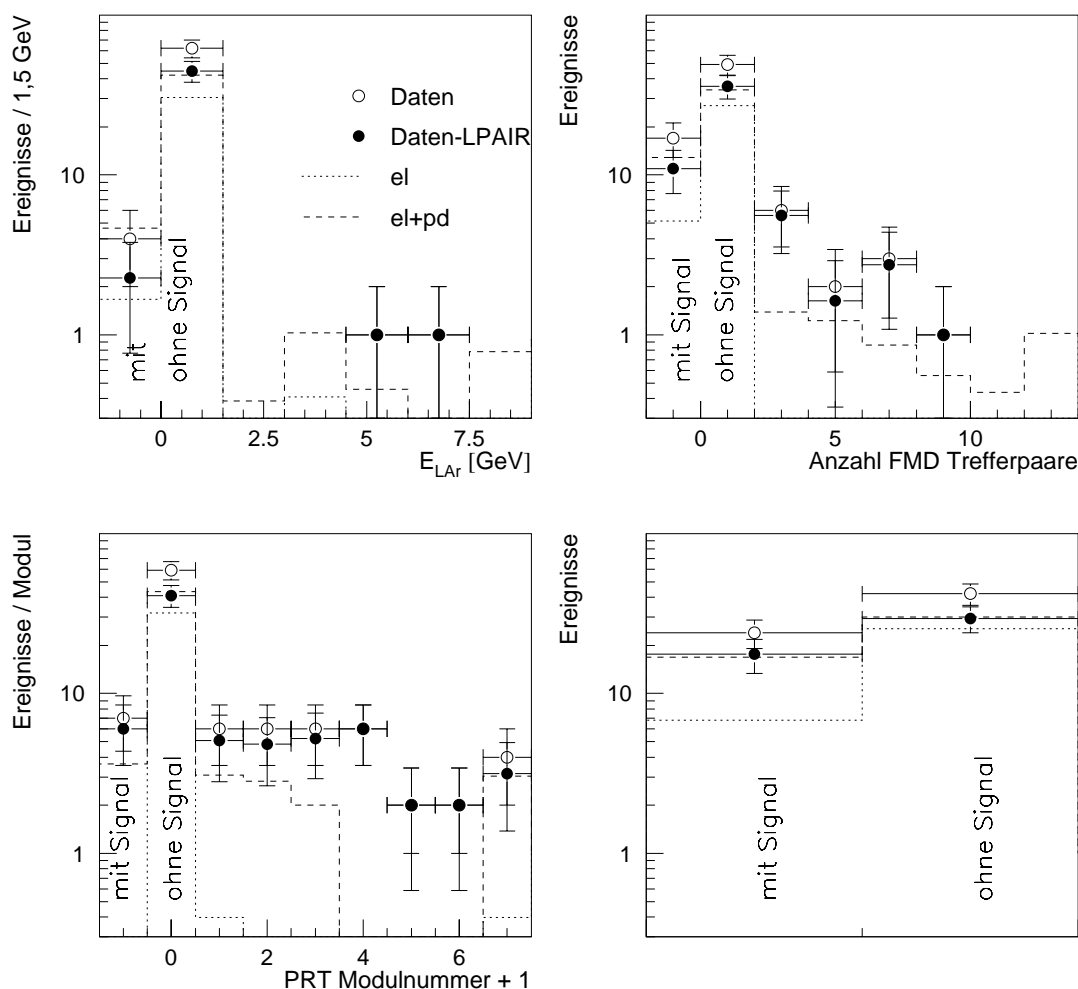 Ereignisse / 1,5 GeV
10
1
Daten
Daten-LPAIR
el
el+pd
mit
ohne Signal
0
2.5
5
7.5
E_LAr [GeV]
Ereignisse
10
1
mit Signal
ohne Signal
0
5
10
Anzahl FMD Trefferpaare
Ereignisse / Modul
10
1
mit Signal
ohne Signal
0
2
4
6
PRT Modulnummer + 1
Ereignisse
10
1
mit Signal
ohne Signal